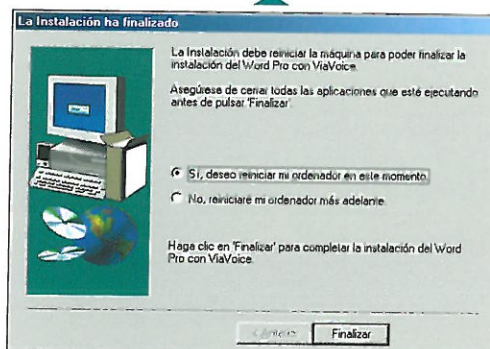 La Instalación ha finalizado
La Instalación debe reiniciar la máquina para poder finalizar la
instalación del Word Pro con ViaVoice.
Asegúrese de cerrar todas las aplicaciones que esté ejecutando
antes de pulsar 'Finalizar'.
Sí, deseo reiniciar mi ordenador en este momento.
No, reiniciaré mi ordenador más adelante.
Haga clic en 'Finalizar' para completar la instalación del Word
Pro con ViaVoice.
Finalizar